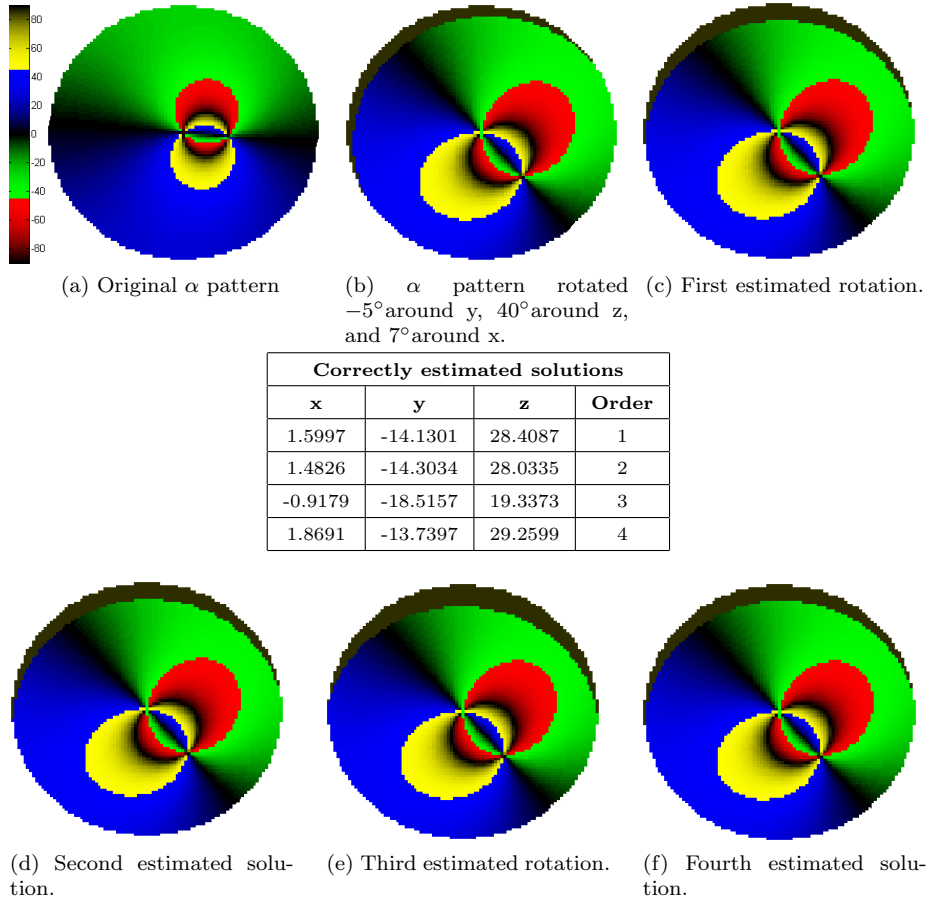 80
60
40
20
0
-20
-40
-60
-80
(a) Original α pattern
(b) α pattern rotated
−5°around y, 40°around z,
and 7°around x.
(c) First estimated rotation.
Correctly estimated solutions
x y z Order
1.5997 -14.1301 28.4087 1
1.4826 -14.3034 28.0335 2
-0.9179 -18.5157 19.3373 3
1.8691 -13.7397 29.2599 4
(d) Second estimated solu-
tion.
(e) Third estimated rotation.
(f) Fourth estimated solu-
tion.